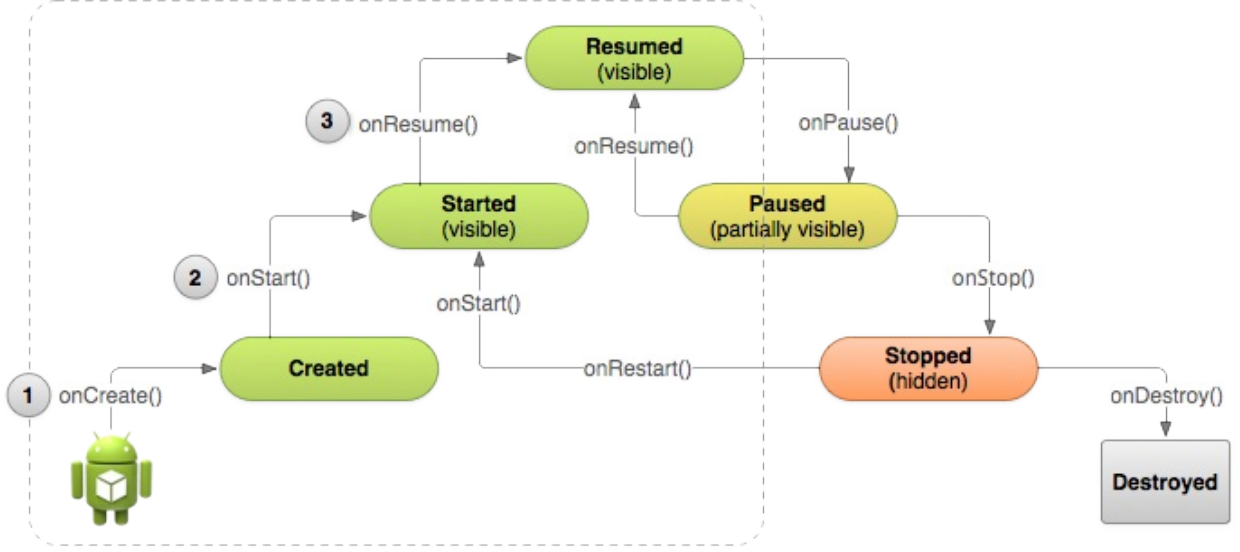 Resumed
(visible)
3
onResume()
onResume()
onPause()
Started
(visible)
Paused
(partially visible)
2
onStart()
onStart()
onStop()
Created
onRestart()
Stopped
(hidden)
1
onCreate()
onDestroy()
Destroyed